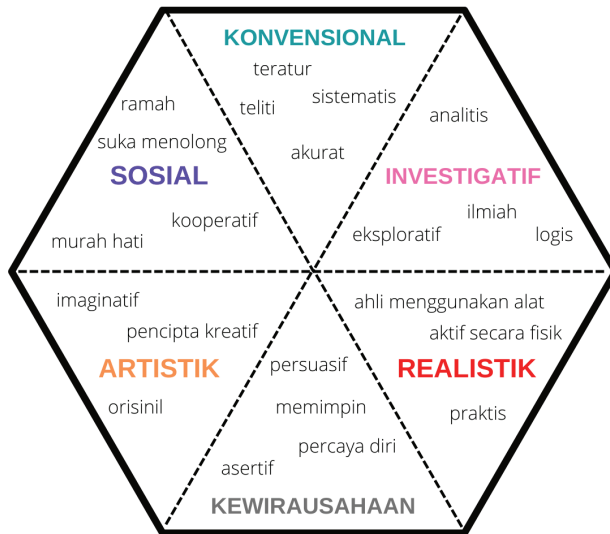 KONVENSIONAL
teratur
teliti
sistematis
akurat
ramah
suka menolong
SOSIAL
kooperatif
murah hati
analitis
INVESTIGATIF
ilmiah
eksploratif
logis
imaginatif
pencipta kreatif
ARTISTIK
orisinil
persuasif
memimpin
percaya diri
asertif
KEWIRAUSAHAAN
ahli menggunakan alat
aktif secara fisik
REALISTIK
praktis